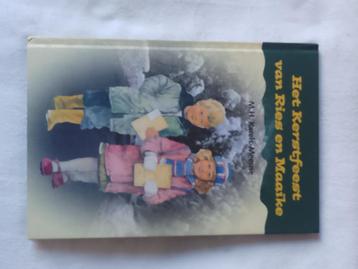 Het Kerstfeest
van Ries en Maaike